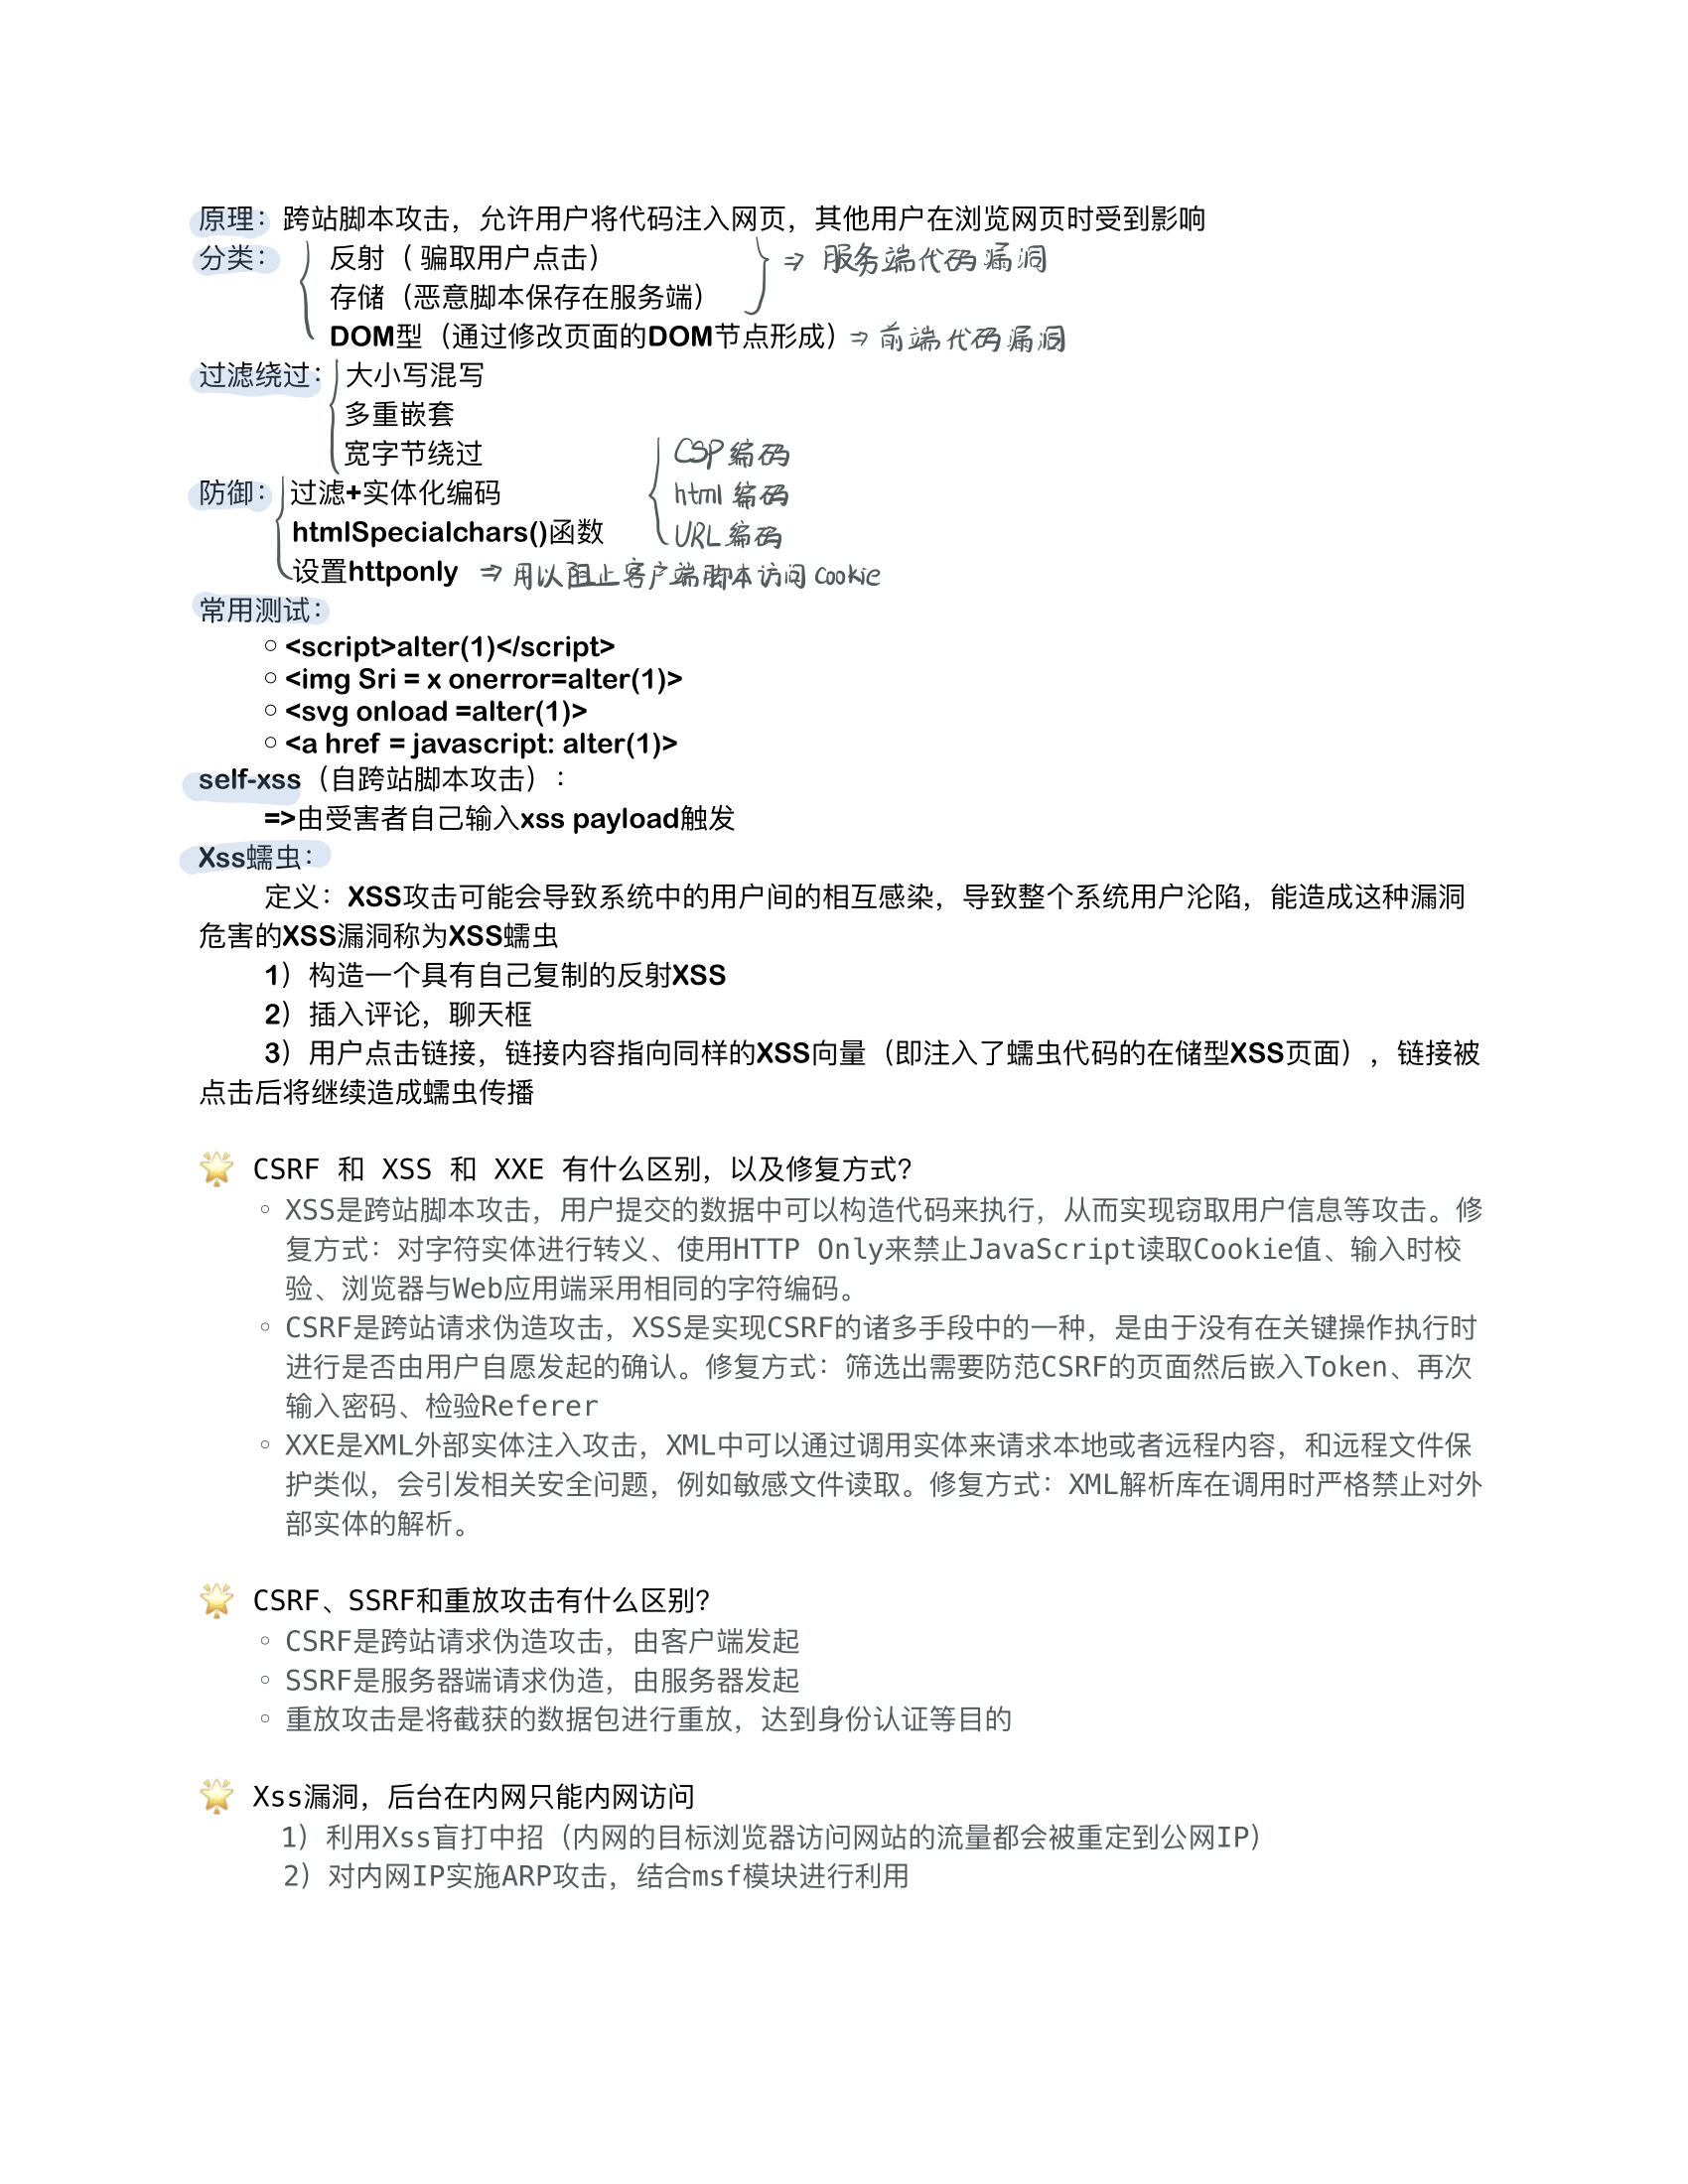 原理：跨站脚本攻击，允许用户将代码注入网页，其他用户在浏览网页时受到影响
分类： 反射（ 骗取用户点击） ⇒ 服务端代码漏洞
存储（恶意脚本保存在服务端）
DOM型（通过修改页面的DOM节点形成）⇒ 前端代码漏洞
过滤绕过：大小写混写
多重嵌套
宽字节绕过 CSP编码
防御：过滤+实体化编码 html编码
htmlSpecialchars()函数 URL编码
设置httponly ⇒ 用以阻止客户端脚本访问 Cookie
常用测试：
○ <script>alter(1)</script>
○ <img Sri = x onerror=alter(1)>
○ <svg onload =alter(1)>
○ <a href = javascript: alter(1)>
self-xss（自跨站脚本攻击）：
=>由受害者自己输入xss payload触发
Xss蠕虫：
定义：XSS攻击可能会导致系统中的用户间的相互感染，导致整个系统用户沦陷，能造成这种漏洞
危害的XSS漏洞称为XSS蠕虫
1）构造一个具有自己复制的反射XSS
2）插入评论，聊天框
3）用户点击链接，链接内容指向同样的XSS向量（即注入了蠕虫代码的在储型XSS页面），链接被
点击后将继续造成蠕虫传播
🌟 CSRF 和 XSS 和 XXE 有什么区别，以及修复方式？
○ XSS是跨站脚本攻击，用户提交的数据中可以构造代码来执行，从而实现窃取用户信息等攻击。修
复方式：对字符实体进行转义、使用HTTP Only来禁止JavaScript读取Cookie值、输入时校
验、浏览器与Web应用端采用相同的字符编码。
○ CSRF是跨站请求伪造攻击，XSS是实现CSRF的诸多手段中的一种，是由于没有在关键操作执行时
进行是否由用户自愿发起的确认。修复方式：筛选出需要防范CSRF的页面然后嵌入Token、再次
输入密码、检验Referer
○ XXE是XML外部实体注入攻击，XML中可以通过调用实体来请求本地或者远程内容，和远程文件保
护类似，会引发相关安全问题，例如敏感文件读取。修复方式：XML解析库在调用时严格禁止对外
部实体的解析。
🌟 CSRF、SSRF和重放攻击有什么区别？
○ CSRF是跨站请求伪造攻击，由客户端发起
○ SSRF是服务器端请求伪造，由服务器发起
○ 重放攻击是将截获的数据包进行重放，达到身份认证等目的
🌟 Xss漏洞，后台在内网只能内网访问
1）利用Xss盲打中招（内网的目标浏览器访问网站的流量都会被重定到公网IP）
2）对内网IP实施ARP攻击，结合msf模块进行利用